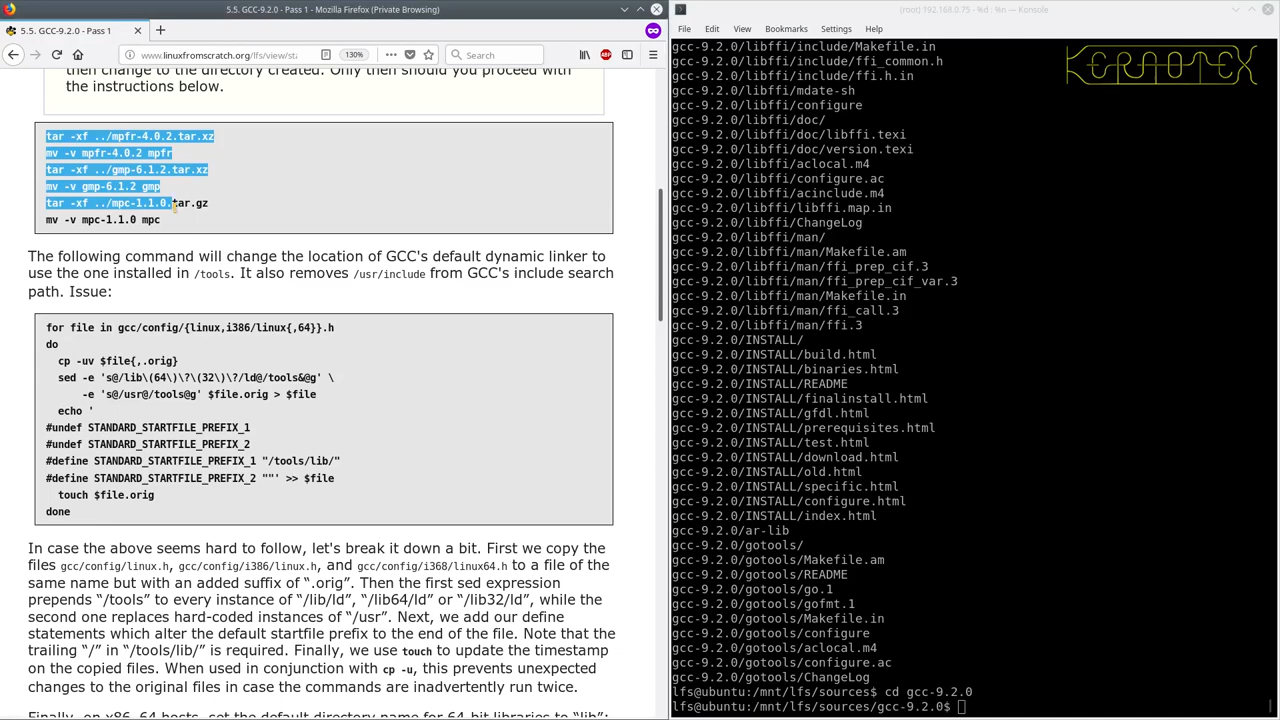 5.5. GCC-9.2.0 - Pass 1 - Mozilla Firefox (Private Browsing)
5.5. GCC-9.2.0 - Pass 1
www.linuxfromscratch.org/lfs/view/sta
130%
Search
ABP
then change to the directory created. Only then should you proceed with
the instructions below.
tar -xf ../mpfr-4.0.2.tar.xz
mv -v mpfr-4.0.2 mpfr
tar -xf ../gmp-6.1.2.tar.xz
mv -v gmp-6.1.2 gmp
tar -xf ../mpc-1.1.0.tar.gz
mv -v mpc-1.1.0 mpc
The following command will change the location of GCC's default dynamic linker to
use the one installed in /tools. It also removes /usr/include from GCC's include search
path. Issue:
for file in gcc/config/{linux,i386/linux{,64}}.h
do
cp -uv $file{,.orig}
sed -e 's@/lib\(64\)\?\(32\)\?/ld@/tools&@g' \
-e 's@/usr@/tools@g' $file.orig > $file
echo '
#undef STANDARD_STARTFILE_PREFIX_1
#undef STANDARD_STARTFILE_PREFIX_2
#define STANDARD_STARTFILE_PREFIX_1 "/tools/lib/"
#define STANDARD_STARTFILE_PREFIX_2 ""' >> $file
touch $file.orig
done
In case the above seems hard to follow, let's break it down a bit. First we copy the
files gcc/config/linux.h, gcc/config/i386/linux.h, and gcc/config/i368/linux64.h to a file of the
same name but with an added suffix of “.orig”. Then the first sed expression
prepends “/tools” to every instance of “/lib/ld”, “/lib64/ld” or “/lib32/ld”, while the
second one replaces hard-coded instances of “/usr”. Next, we add our define
statements which alter the default startfile prefix to the end of the file. Note that the
trailing “/” in “/tools/lib/” is required. Finally, we use touch to update the timestamp
on the copied files. When used in conjunction with cp -u, this prevents unexpected
changes to the original files in case the commands are inadvertently run twice.
Finally, on x86_64 hosts, set the default directory name for 64-bit libraries to “lib”:
(root) 192.168.0.75 - %d : %n — Konsole
File Edit View Bookmarks Settings Help
KERAOTEX
gcc-9.2.0/libffi/include/Makefile.in
gcc-9.2.0/libffi/include/ffi_common.h
gcc-9.2.0/libffi/include/ffi.h.in
gcc-9.2.0/libffi/mdate-sh
gcc-9.2.0/libffi/configure
gcc-9.2.0/libffi/doc/
gcc-9.2.0/libffi/doc/libffi.texi
gcc-9.2.0/libffi/doc/version.texi
gcc-9.2.0/libffi/aclocal.m4
gcc-9.2.0/libffi/configure.ac
gcc-9.2.0/libffi/acinclude.m4
gcc-9.2.0/libffi/libffi.map.in
gcc-9.2.0/libffi/ChangeLog
gcc-9.2.0/libffi/man/
gcc-9.2.0/libffi/man/Makefile.am
gcc-9.2.0/libffi/man/ffi_prep_cif.3
gcc-9.2.0/libffi/man/ffi_prep_cif_var.3
gcc-9.2.0/libffi/man/Makefile.in
gcc-9.2.0/libffi/man/ffi_call.3
gcc-9.2.0/libffi/man/ffi.3
gcc-9.2.0/INSTALL/
gcc-9.2.0/INSTALL/build.html
gcc-9.2.0/INSTALL/binaries.html
gcc-9.2.0/INSTALL/README
gcc-9.2.0/INSTALL/finalinstall.html
gcc-9.2.0/INSTALL/gfdl.html
gcc-9.2.0/INSTALL/prerequisites.html
gcc-9.2.0/INSTALL/test.html
gcc-9.2.0/INSTALL/download.html
gcc-9.2.0/INSTALL/old.html
gcc-9.2.0/INSTALL/specific.html
gcc-9.2.0/INSTALL/configure.html
gcc-9.2.0/INSTALL/index.html
gcc-9.2.0/ar-lib
gcc-9.2.0/gotools/
gcc-9.2.0/gotools/Makefile.am
gcc-9.2.0/gotools/README
gcc-9.2.0/go.1
gcc-9.2.0/gotools/gofmt.1
gcc-9.2.0/gotools/Makefile.in
gcc-9.2.0/gotools/configure
gcc-9.2.0/gotools/aclocal.m4
gcc-9.2.0/gotools/configure.ac
gcc-9.2.0/gotools/ChangeLog
lfs@ubuntu:/mnt/lfs/sources$ cd gcc-9.2.0
lfs@ubuntu:/mnt/lfs/sources/gcc-9.2.0$